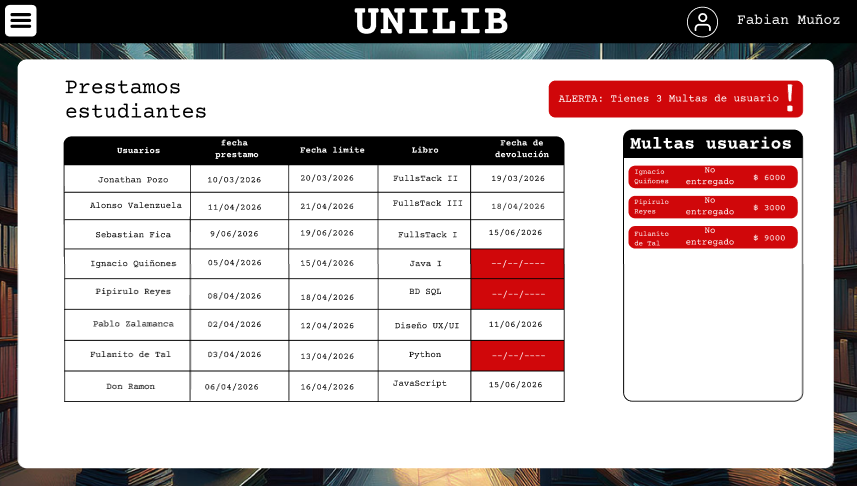 UNILIB
Fabian Muñoz
Prestamos
estudiantes
ALERTA: Tienes 3 Multas de usuario !
Usuarios fecha prestamo Fecha limite Libro Fecha de devolución
Jonathan Pozo 10/03/2026 20/03/2026 FullsTack II 19/03/2026
Alonso Valenzuela 11/04/2026 21/04/2026 FullsTack III 18/04/2026
Sebastian Fica 9/06/2026 19/06/2026 FullsTack I 15/06/2026
Ignacio Quiñones 05/04/2026 15/04/2026 Java I --/--/----
Pipirulo Reyes 08/04/2026 18/04/2026 BD SQL --/--/----
Pablo Zalamanca 02/04/2026 12/04/2026 Diseño UX/UI 11/06/2026
Fulanito de Tal 03/04/2026 13/04/2026 Python --/--/----
Don Ramon 06/04/2026 16/04/2026 JavaScript 15/06/2026
Multas usuarios
Ignacio Quiñones No entregado $ 6000
Pipirulo Reyes No entregado $ 3000
Fulanito de Tal No entregado $ 9000